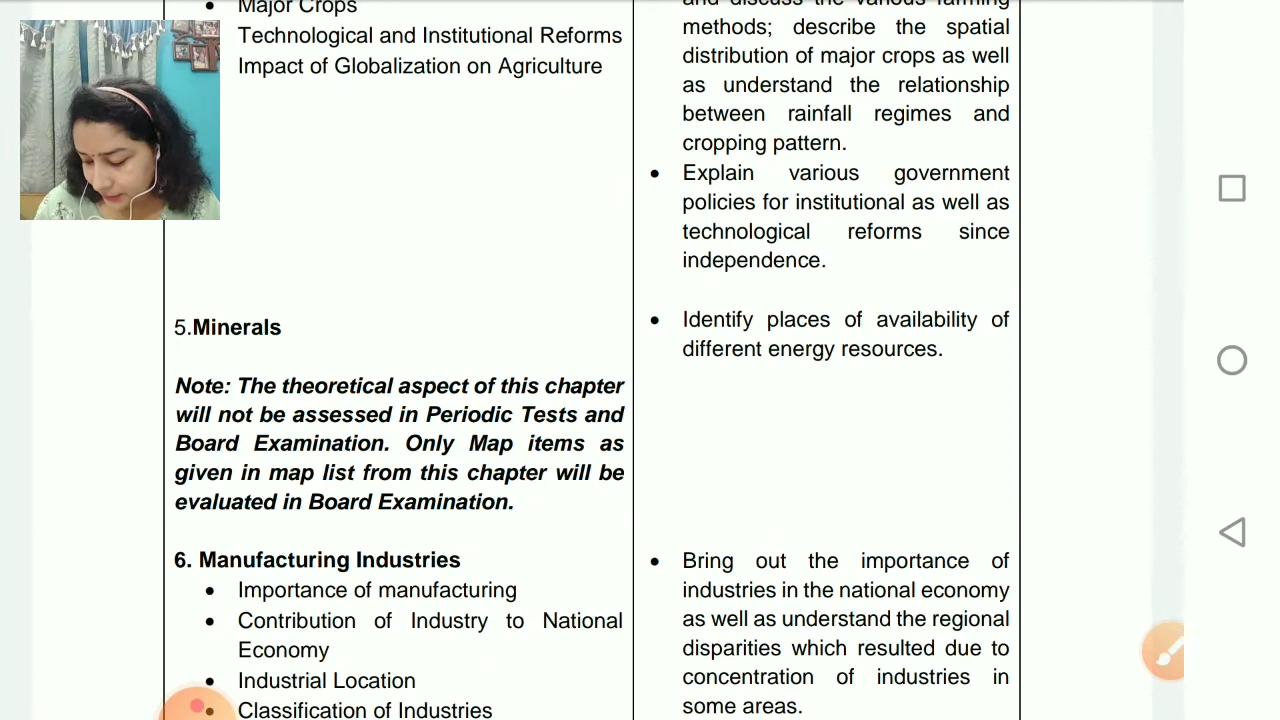 Major Crops
Technological and Institutional Reforms
Impact of Globalization on Agriculture
5.Minerals
Note: The theoretical aspect of this chapter
will not be assessed in Periodic Tests and
Board Examination. Only Map items as
given in map list from this chapter will be
evaluated in Board Examination.
6. Manufacturing Industries
Importance of manufacturing
Contribution of Industry to National
Economy
Industrial Location
Classification of Industries
and discuss the various farming
methods; describe the spatial
distribution of major crops as well
as understand the relationship
between rainfall regimes and
cropping pattern.
Explain various government
policies for institutional as well as
technological reforms since
independence.
Identify places of availability of
different energy resources.
Bring out the importance of
industries in the national economy
as well as understand the regional
disparities which resulted due to
concentration of industries in
some areas.